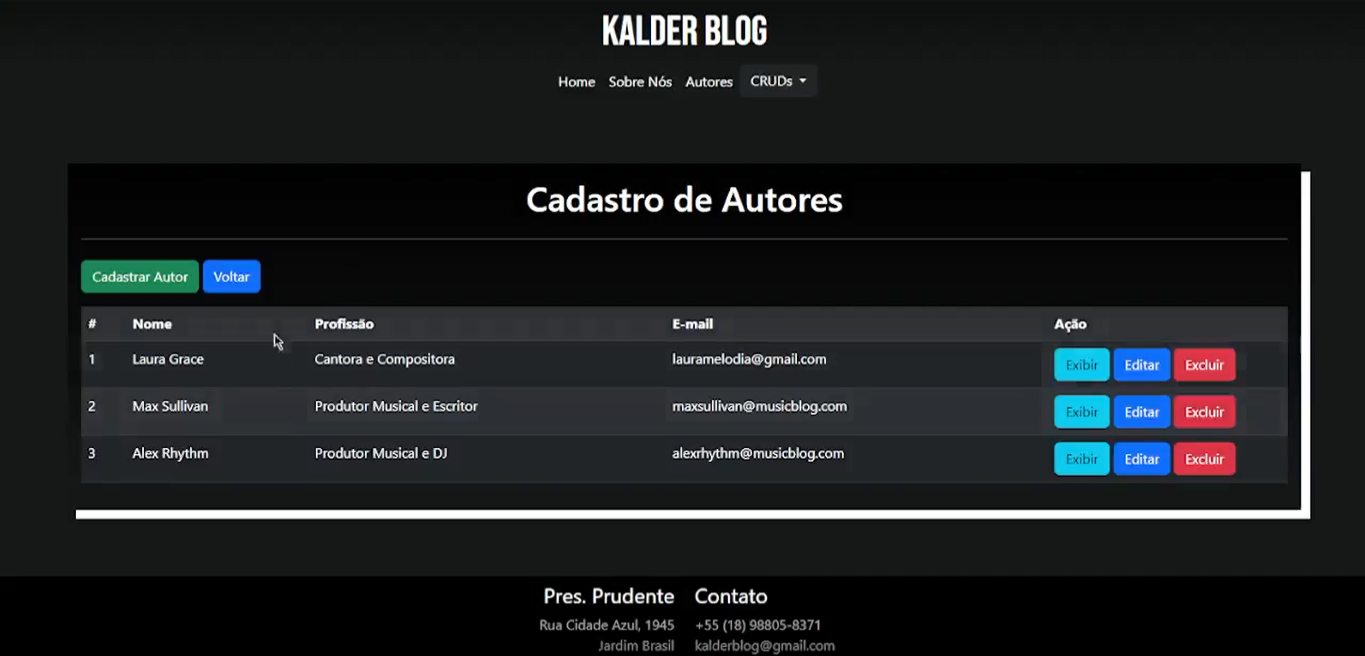 KALDER BLOG
Home Sobre Nós Autores CRUDs
Cadastro de Autores
Cadastrar Autor Voltar
# Nome Profissão E-mail Ação
1 Laura Grace Cantora e Compositora lauramelodia@gmail.com Exibir Editar Excluir
2 Max Sullivan Produtor Musical e Escritor maxsullivan@musicblog.com Exibir Editar Excluir
3 Alex Rhythm Produtor Musical e DJ alexrhythm@musicblog.com Exibir Editar Excluir
Pres. Prudente Contato
Rua Cidade Azul, 1945 +55 (18) 98805-8371
Jardim Brasil kalderblog@gmail.com